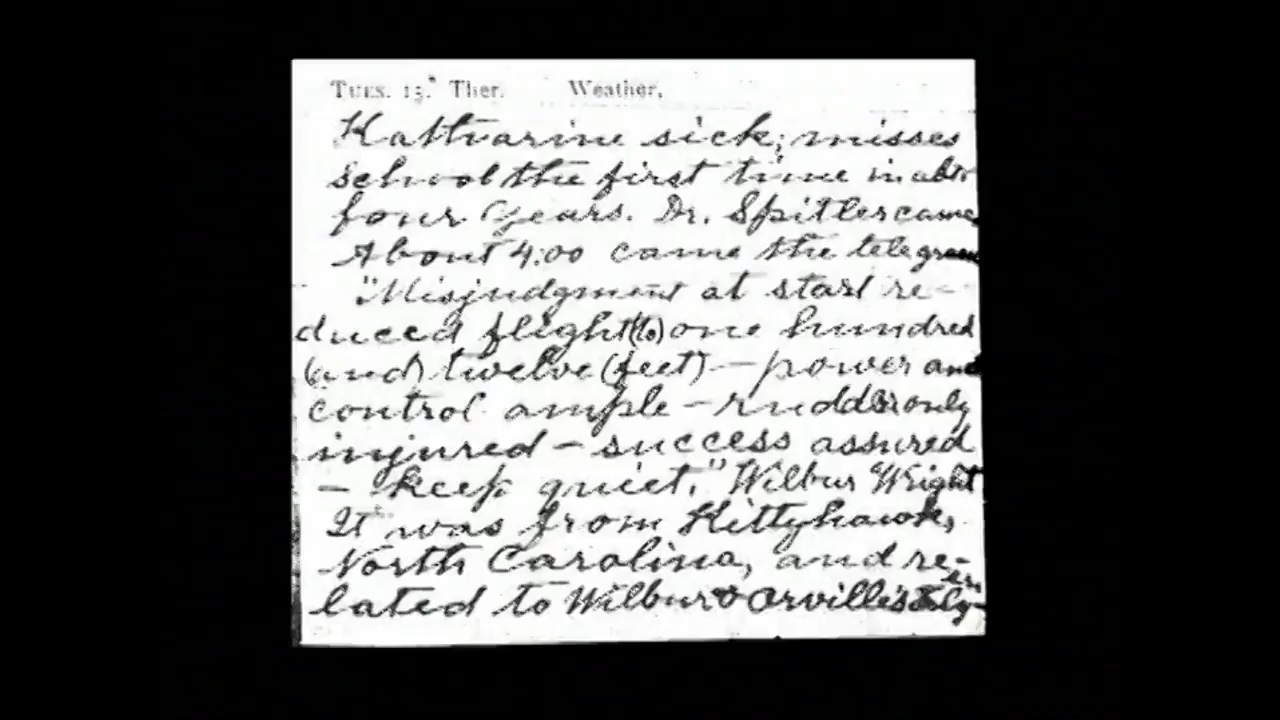 TUES. 15. Ther. Weather,
Katharine sick; misses
school the first time in abt
four years. Dr. Spitler came
About 4:00 came the telegram
"Misjudgment at start re-
duced flight (to) one hundred
(and) twelve (feet) — power and
control ample — rudder only
injured — success assured
— keep quiet." Wilbur Wright
It was from Kittyhawk,
North Carolina, and re-
lated to Wilbur & Orville's